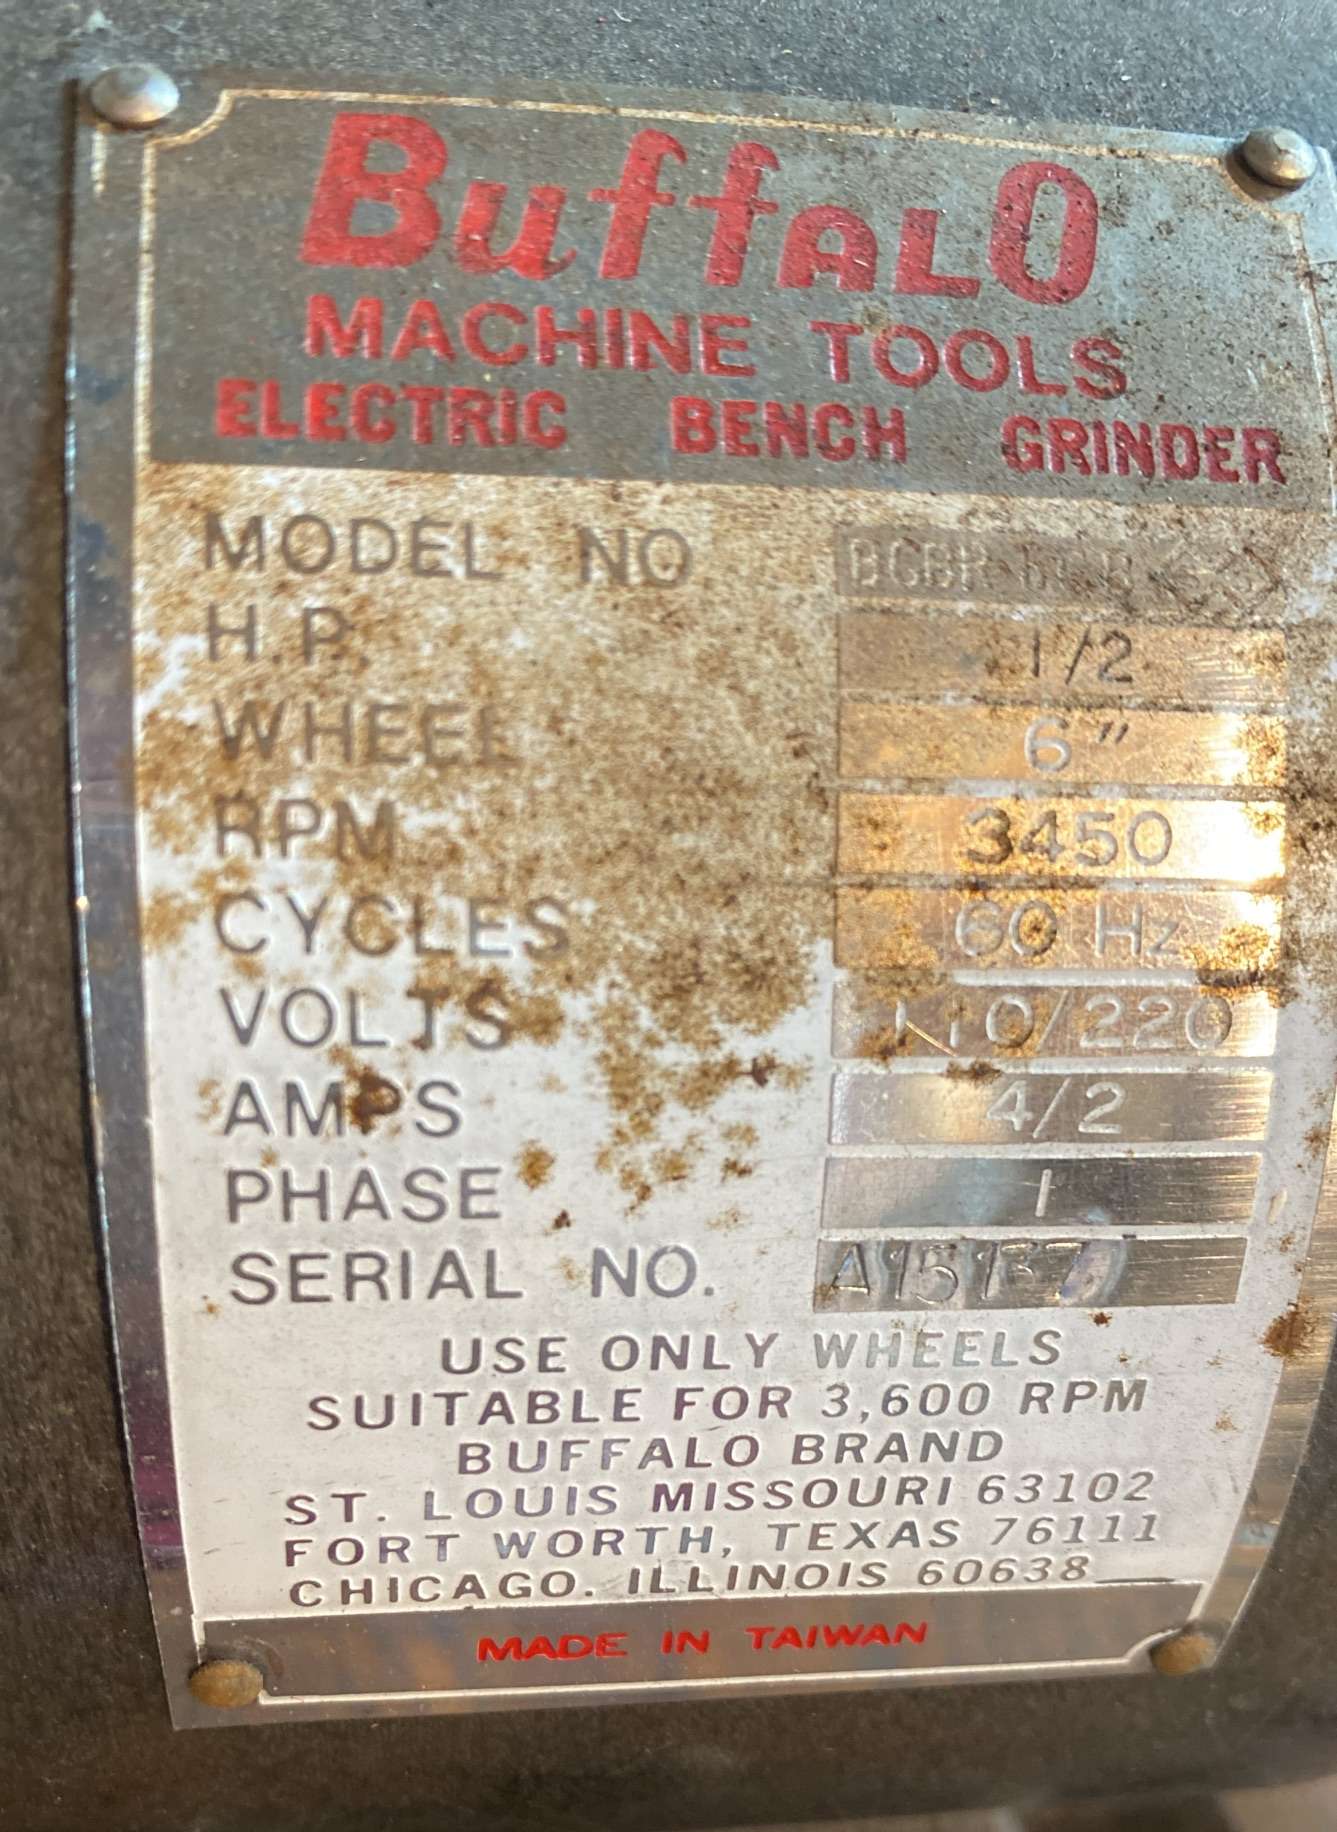 BuffALO
MACHINE TOOLS
ELECTRIC BENCH GRINDER
MODEL NO
H.P. 1/2
WHEEL 6"
RPM 3450
CYCLES 60 Hz
VOLTS 110/220
AMPS 4/2
PHASE 1
SERIAL NO.
USE ONLY WHEELS
SUITABLE FOR 3,600 RPM
BUFFALO BRAND
ST. LOUIS MISSOURI 63102
FORT WORTH, TEXAS 76111
CHICAGO. ILLINOIS 60638
MADE IN TAIWAN